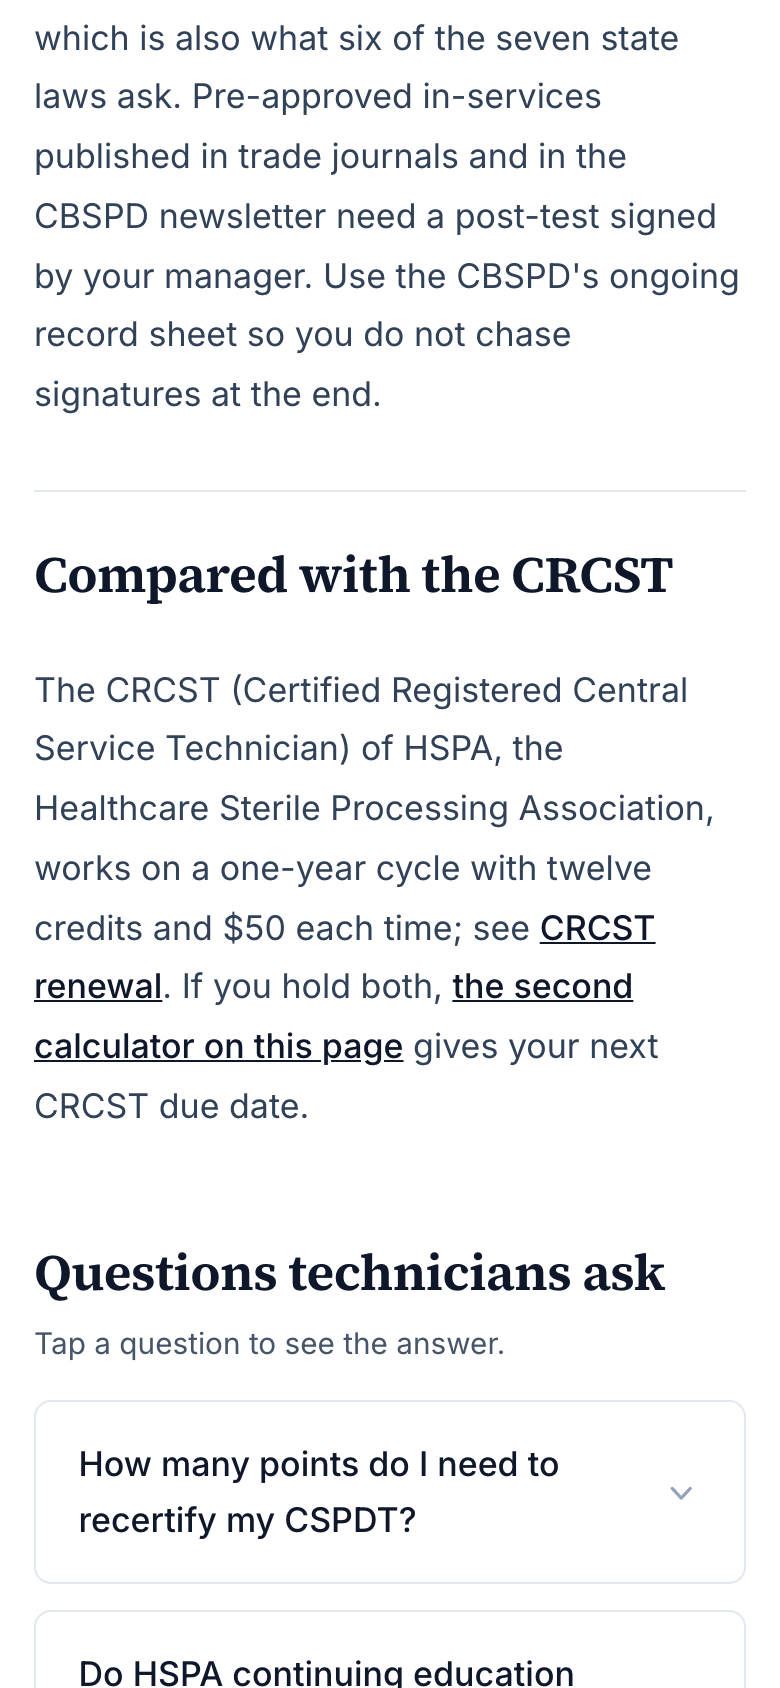 which is also what six of the seven state
laws ask. Pre-approved in-services
published in trade journals and in the
CBSPD newsletter need a post-test signed
by your manager. Use the CBSPD's ongoing
record sheet so you do not chase
signatures at the end.
Compared with the CRCST
The CRCST (Certified Registered Central
Service Technician) of HSPA, the
Healthcare Sterile Processing Association,
works on a one-year cycle with twelve
credits and $50 each time; see CRCST
renewal. If you hold both, the second
calculator on this page gives your next
CRCST due date.
Questions technicians ask
Tap a question to see the answer.
How many points do I need to
recertify my CSPDT?
Do HSPA continuing education